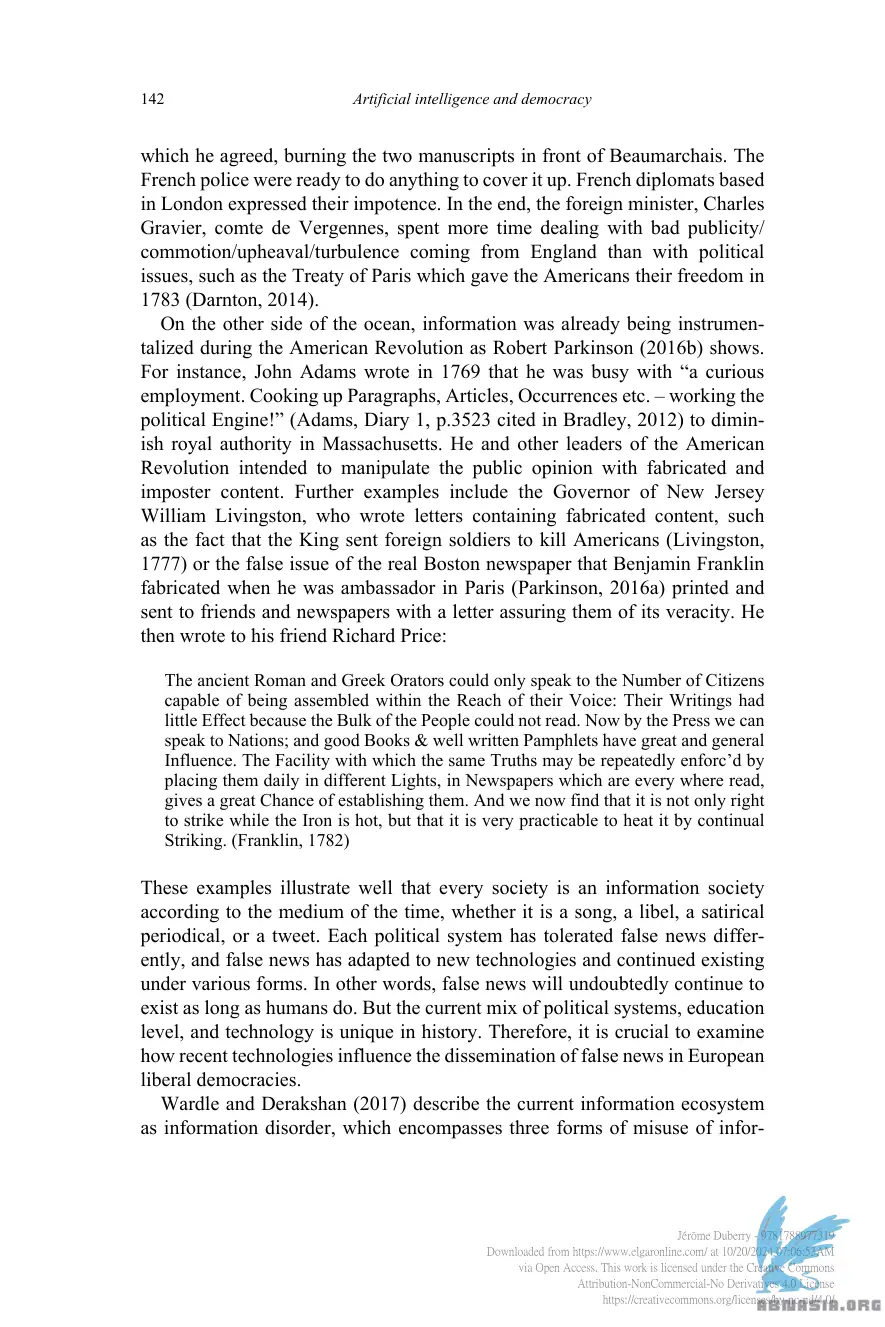 142
Artificial intelligence and democracy
which he agreed, burning the two manuscripts in front of Beaumarchais. The
French police were ready to do anything to cover it up. French diplomats based
in London expressed their impotence. In the end, the foreign minister, Charles
Gravier, comte de Vergennes, spent more time dealing with bad publicity/
commotion/upheaval/turbulence coming from England than with political
issues, such as the Treaty of Paris which gave the Americans their freedom in
1783 (Darnton, 2014).
On the other side of the ocean, information was already being instrumen-
talized during the American Revolution as Robert Parkinson (2016b) shows.
For instance, John Adams wrote in 1769 that he was busy with “a curious
employment. Cooking up Paragraphs, Articles, Occurrences etc. – working the
political Engine!” (Adams, Diary 1, p.3523 cited in Bradley, 2012) to dimin-
ish royal authority in Massachusetts. He and other leaders of the American
Revolution intended to manipulate the public opinion with fabricated and
imposter content. Further examples include the Governor of New Jersey
William Livingston, who wrote letters containing fabricated content, such
as the fact that the King sent foreign soldiers to kill Americans (Livingston,
1777) or the false issue of the real Boston newspaper that Benjamin Franklin
fabricated when he was ambassador in Paris (Parkinson, 2016a) printed and
sent to friends and newspapers with a letter assuring them of its veracity. He
then wrote to his friend Richard Price:
The ancient Roman and Greek Orators could only speak to the Number of Citizens
capable of being assembled within the Reach of their Voice: Their Writings had
little Effect because the Bulk of the People could not read. Now by the Press we can
speak to Nations; and good Books & well written Pamphlets have great and general
Influence. The Facility with which the same Truths may be repeatedly enforc’d by
placing them daily in different Lights, in Newspapers which are every where read,
gives a great Chance of establishing them. And we now find that it is not only right
to strike while the Iron is hot, but that it is very practicable to heat it by continual
Striking. (Franklin, 1782)
These examples illustrate well that every society is an information society
according to the medium of the time, whether it is a song, a libel, a satirical
periodical, or a tweet. Each political system has tolerated false news differ-
ently, and false news has adapted to new technologies and continued existing
under various forms. In other words, false news will undoubtedly continue to
exist as long as humans do. But the current mix of political systems, education
level, and technology is unique in history. Therefore, it is crucial to examine
how recent technologies influence the dissemination of false news in European
liberal democracies.
Wardle and Derakshan (2017) describe the current information ecosystem
as information disorder, which encompasses three forms of misuse of infor-
Jérôme Duberry - 9781788977319
Downloaded from https://www.elgaronline.com/ at 10/20/2024 07:06:52AM
via Open Access. This work is licensed under the Creative Commons
Attribution-NonCommercial-No Derivatives 4.0 License
https://creativecommons.org/licenses/by-nc-nd/4.0/
ABTWASIA.ORG